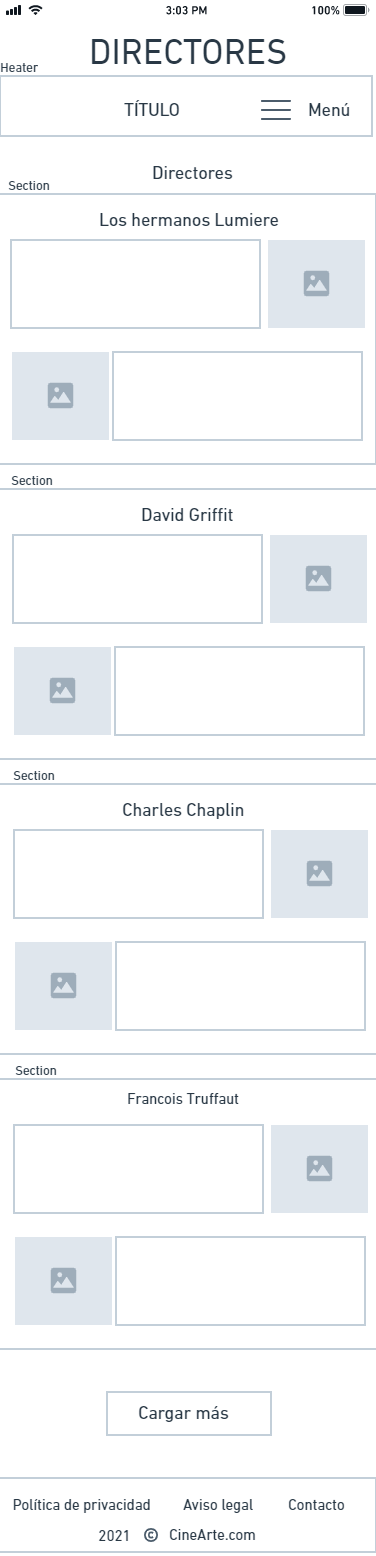 3:03 PM 100%
DIRECTORES
Heater
TÍTULO Menú
Directores
Section
Los hermanos Lumiere
Section
David Griffit
Section
Charles Chaplin
Section
Francois Truffaut
Cargar más
Política de privacidad Aviso legal Contacto
2021 © CineArte.com